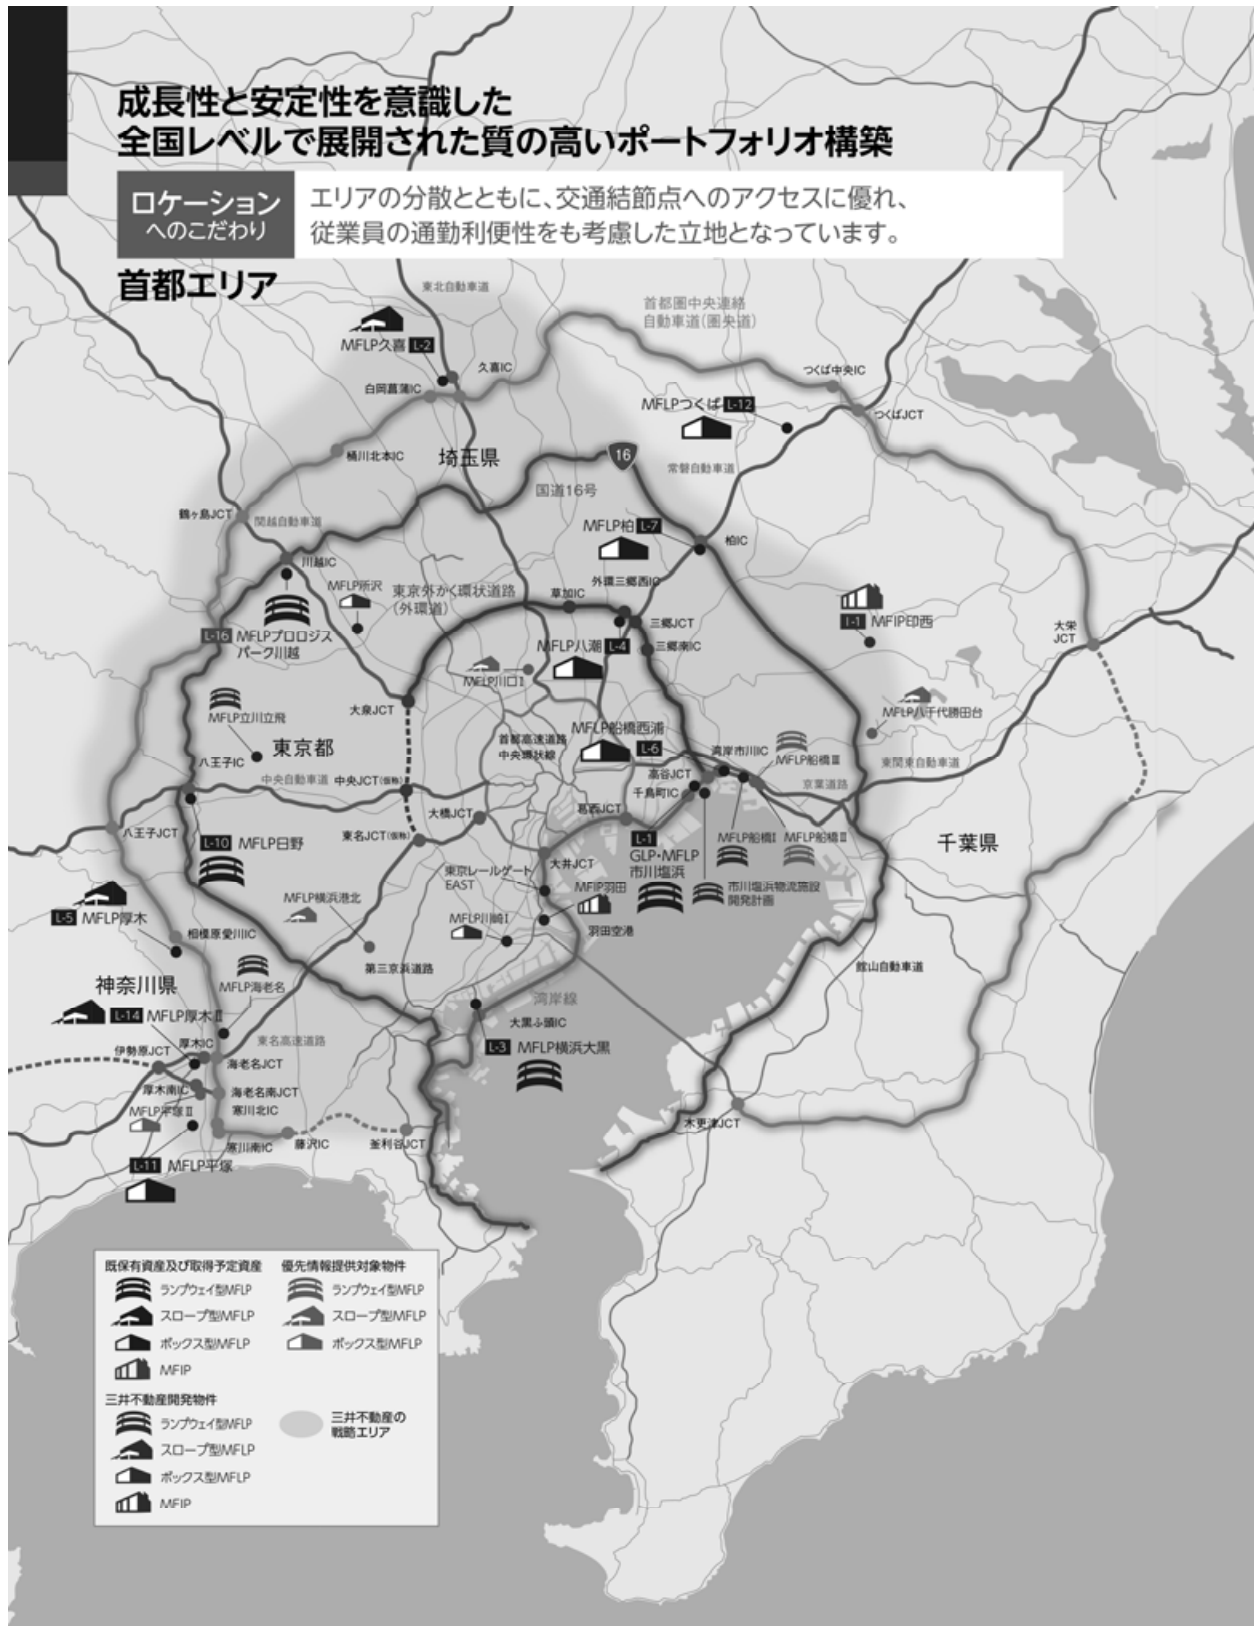 成長性と安定性を意識した
全国レベルで展開された質の高いポートフォリオ構築
ロケーション
へのこだわり
エリアの分散とともに、交通結節点へのアクセスに優れ、
従業員の通勤利便性をも考慮した立地となっています。
首都エリア
東北自動車道
首都圏中央連絡
自動車道(圏央道)
MFLP久喜 L-2
久喜IC
白岡菖蒲IC
つくば中央IC
MFLPつくば L-12
つくばJCT
桶川北本IC
埼玉県
16
常磐自動車道
国道16号
鶴ヶ島JCT
関越自動車道
MFLP柏 L-7
柏IC
川越IC
MFLP所沢
東京外かく環状道路
(外環道)
外環三郷西IC
草加IC
三郷JCT
L-16 MFLPプロロジス
パーク川越
MFLP八潮 L-4
三郷南IC
I-1 MFIP印西
大栄
JCT
MFLP川口I
MFLP立川立飛
大泉JCT
MFLP八千代勝田台
東京都
首都高速道路
中央環状線
MFLP船橋西浦
L-6
湾岸市川IC
MFLP船橋Ⅲ
東関東自動車道
八王子IC
中央自動車道
中央JCT(仮称)
高谷JCT
千鳥町IC
京葉道路
八王子JCT
大橋JCT
葛西JCT
東名JCT(仮称)
L-10 MFLP日野
L-1
GLP・MFLP
市川塩浜
MFLP船橋I
MFLP船橋Ⅱ
千葉県
大井JCT
東京レールゲート
EAST
MFIP羽田
市川塩浜物流施設
開発計画
MFLP横浜港北
L-5 MFLP厚木
MFLP川崎I
羽田空港
相模原愛川IC
第三京浜道路
館山自動車道
MFLP海老名
神奈川県
湾岸線
L-14 MFLP厚木Ⅱ
大黒ふ頭IC
東名高速道路
厚木IC
伊勢原JCT
L-3 MFLP横浜大黒
海老名JCT
厚木南IC
海老名南JCT
MFLP平塚Ⅱ
寒川北IC
木更津JCT
寒川南IC
藤沢IC
釜利谷JCT
L-11 MFLP平塚
既保有資産及び取得予定資産
ランプウェイ型MFLP
スロープ型MFLP
ボックス型MFLP
MFIP
優先情報提供対象物件
ランプウェイ型MFLP
スロープ型MFLP
ボックス型MFLP
三井不動産開発物件
ランプウェイ型MFLP
スロープ型MFLP
ボックス型MFLP
MFIP
三井不動産の
戦略エリア